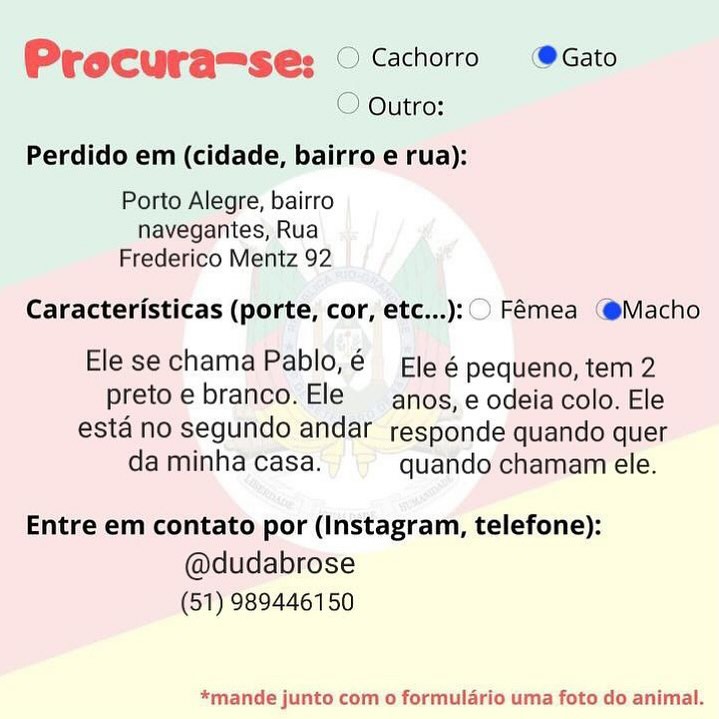 Procura-se:
Cachorro
Gato
Outro:
Perdido em (cidade, bairro e rua):
Porto Alegre, bairro
navegantes, Rua
Frederico Mentz 92
Características (porte, cor, etc...):
Fêmea
Macho
Ele se chama Pablo, é
preto e branco. Ele
está no segundo andar
da minha casa.
Ele é pequeno, tem 2
anos, e odeia colo. Ele
responde quando quer
quando chamam ele.
Entre em contato por (Instagram, telefone):
@dudabrose
(51) 989446150
*mande junto com o formulário uma foto do animal.
LIBERDADE
IGUALDADE
HUMANIDADE